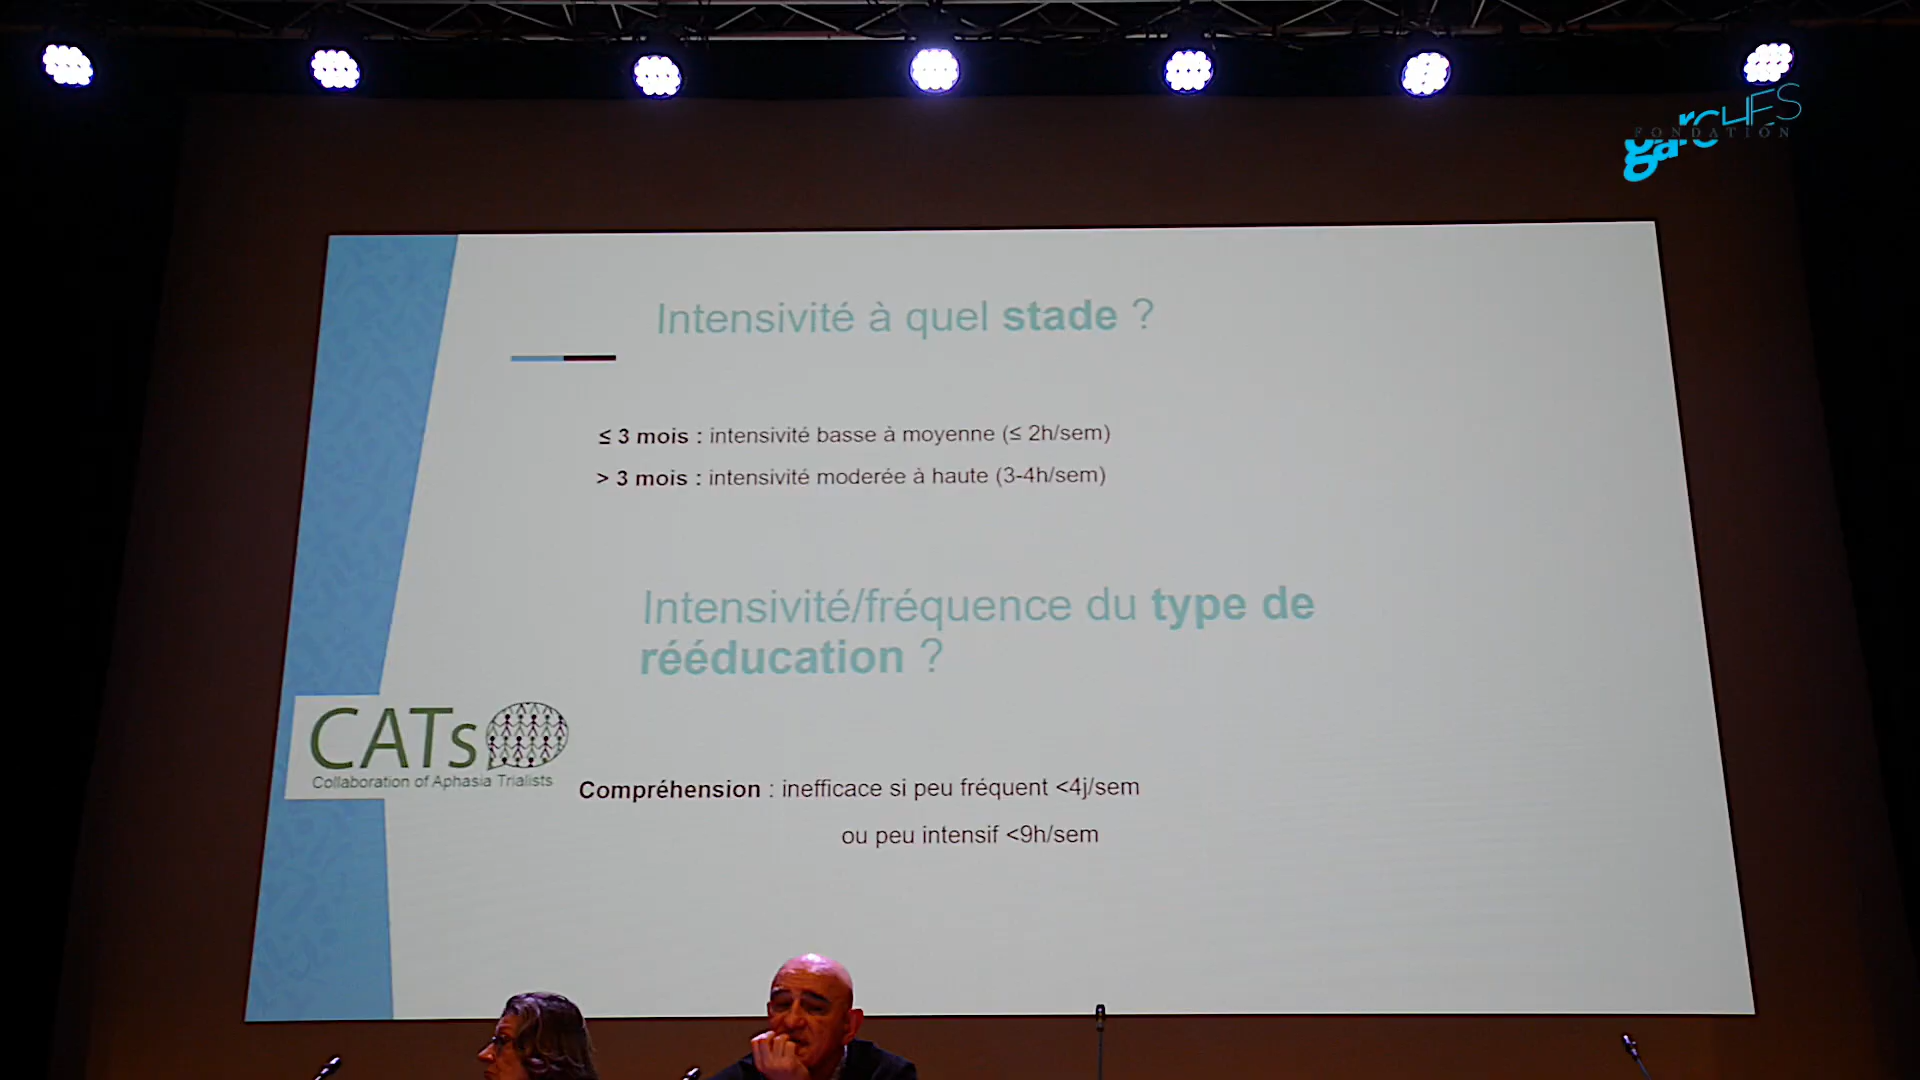 garCHES
FONDATION
Intensivité à quel stade ?
≤ 3 mois : intensivité basse à moyenne (≤ 2h/sem)
> 3 mois : intensivité moderée à haute (3-4h/sem)
Intensivité/fréquence du type de
rééducation ?
CATs
Collaboration of Aphasia Trialists
Compréhension : inefficace si peu fréquent <4j/sem
ou peu intensif <9h/sem